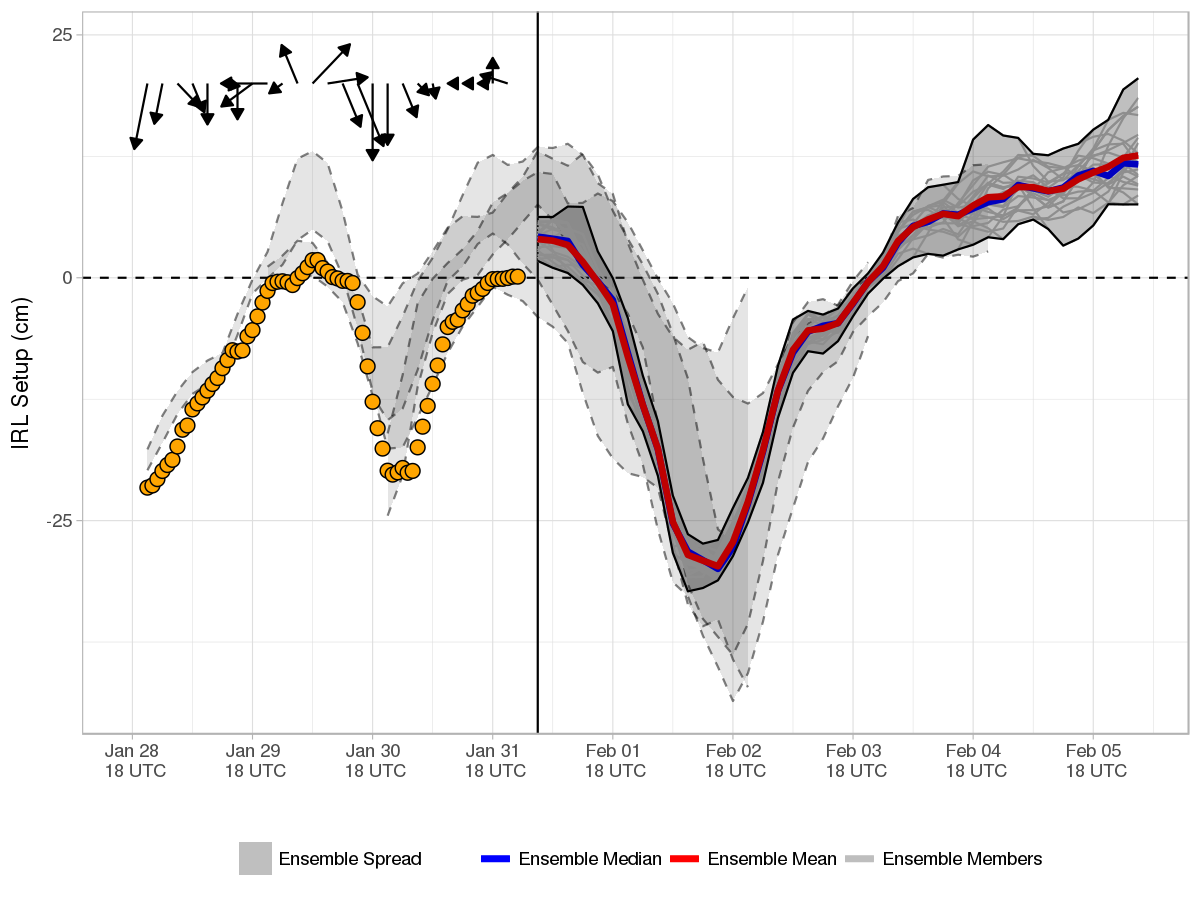 IRL Setup (cm)
25
0
-25
Jan 28
18 UTC
Jan 29
18 UTC
Jan 30
18 UTC
Jan 31
18 UTC
Feb 01
18 UTC
Feb 02
18 UTC
Feb 03
18 UTC
Feb 04
18 UTC
Feb 05
18 UTC
Ensemble Spread
Ensemble Median
Ensemble Mean
Ensemble Members